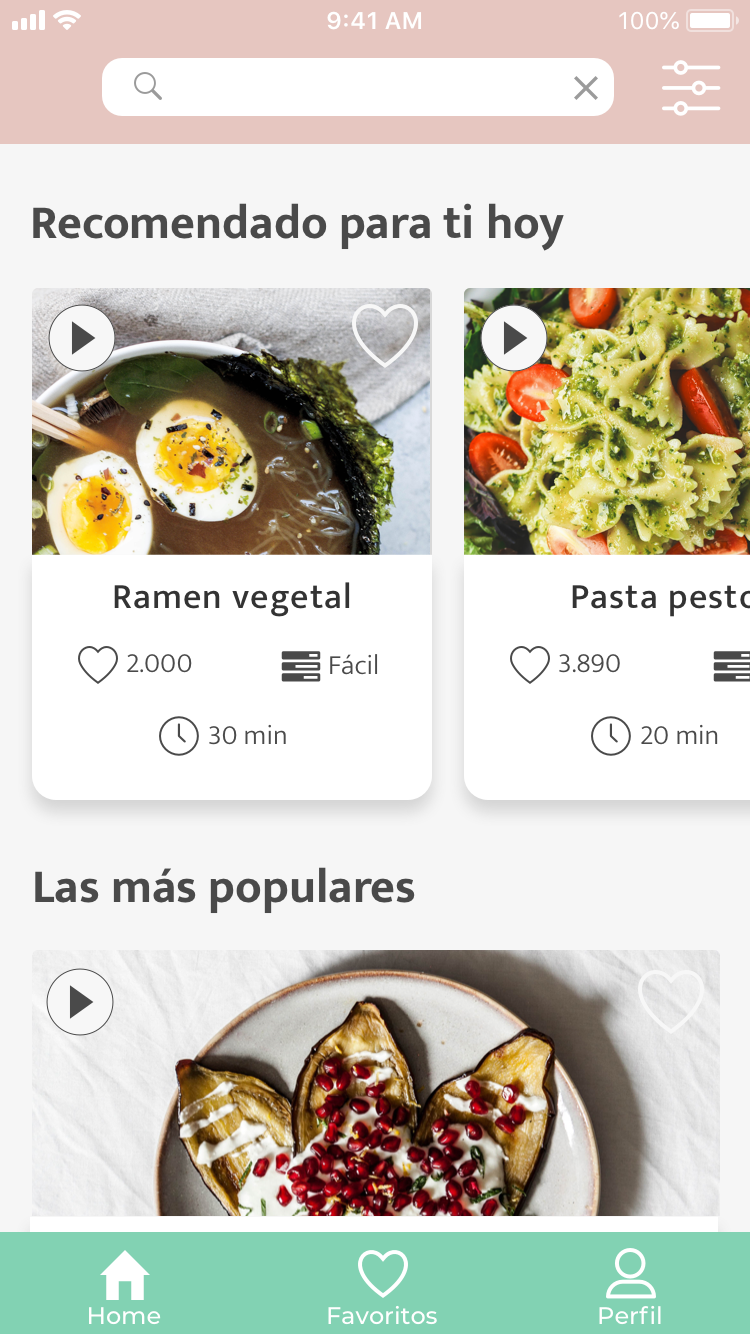 9:41 AM
100%
Recomendado para ti hoy
Ramen vegetal
Pasta pesto
2.000
Fácil
3.890
30 min
20 min
Las más populares
Home
Favoritos
Perfil